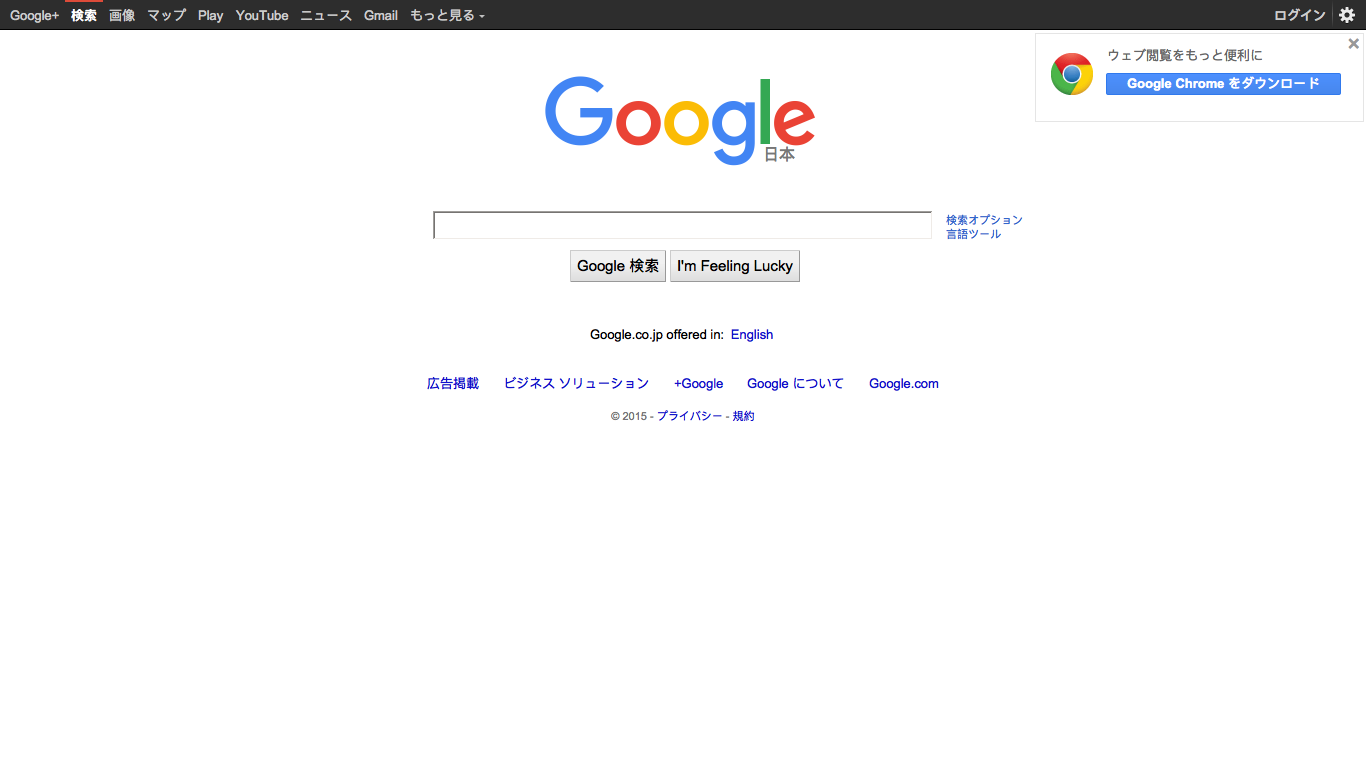 Google+ 検索 画像 マップ Play YouTube ニュース Gmail もっと見る ログイン
ウェブ閲覧をもっと便利に
Google Chrome をダウンロード
Google
日本
検索オプション
言語ツール
Google 検索 I'm Feeling Lucky
Google.co.jp offered in: English
広告掲載 ビジネス ソリューション +Google Google について Google.com
© 2015 - プライバシー - 規約